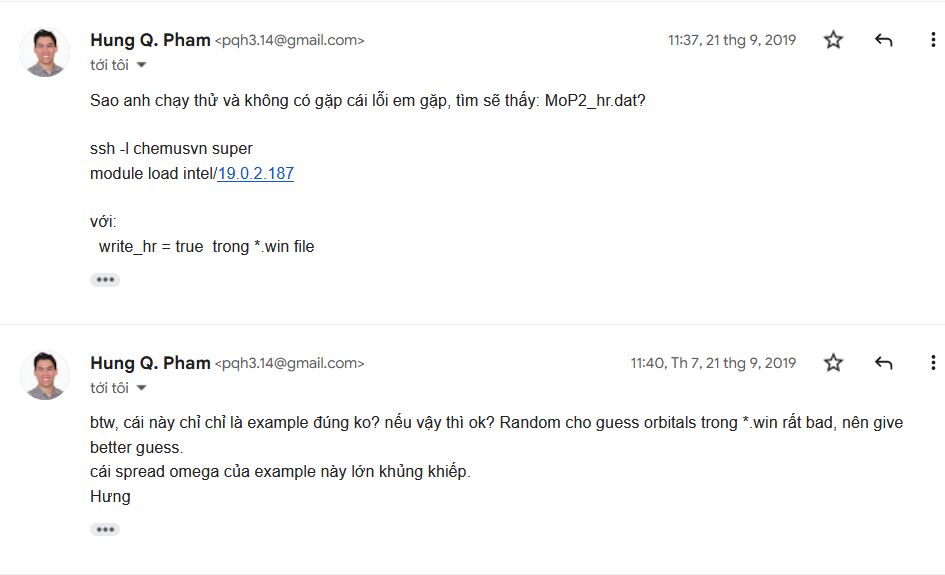 Hung Q. Pham <pqh3.14@gmail.com>
11:37, 21 thg 9, 2019
tới tôi
Sao anh chạy thử và không có gặp cái lỗi em gặp, tìm sẽ thấy: MoP2_hr.dat?
ssh -l chemusvn super
module load intel/19.0.2.187
với:
write_hr = true trong *.win file
Hung Q. Pham <pqh3.14@gmail.com>
11:40, Th 7, 21 thg 9, 2019
tới tôi
btw, cái này chỉ chỉ là example đúng ko? nếu vậy thì ok? Random cho guess orbitals trong *.win rất bad, nên give
better guess.
cái spread omega của example này lớn khủng khiếp.
Hưng